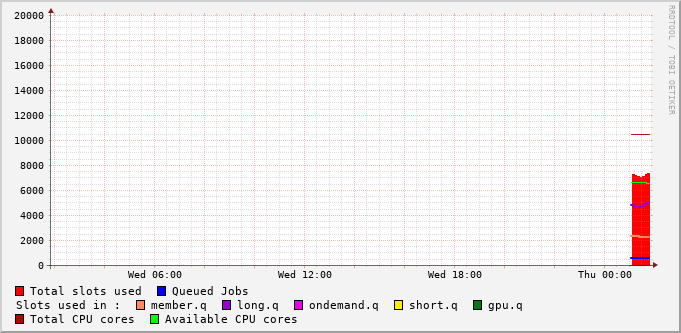 20000
18000
16000
14000
12000
10000
8000
6000
4000
2000
0
Wed 06:00 Wed 12:00 Wed 18:00 Thu 00:00
Total slots used Queued Jobs
Slots used in : member.q long.q ondemand.q short.q gpu.q
Total CPU cores Available CPU cores
RRDTOOL / TOBI OETIKER